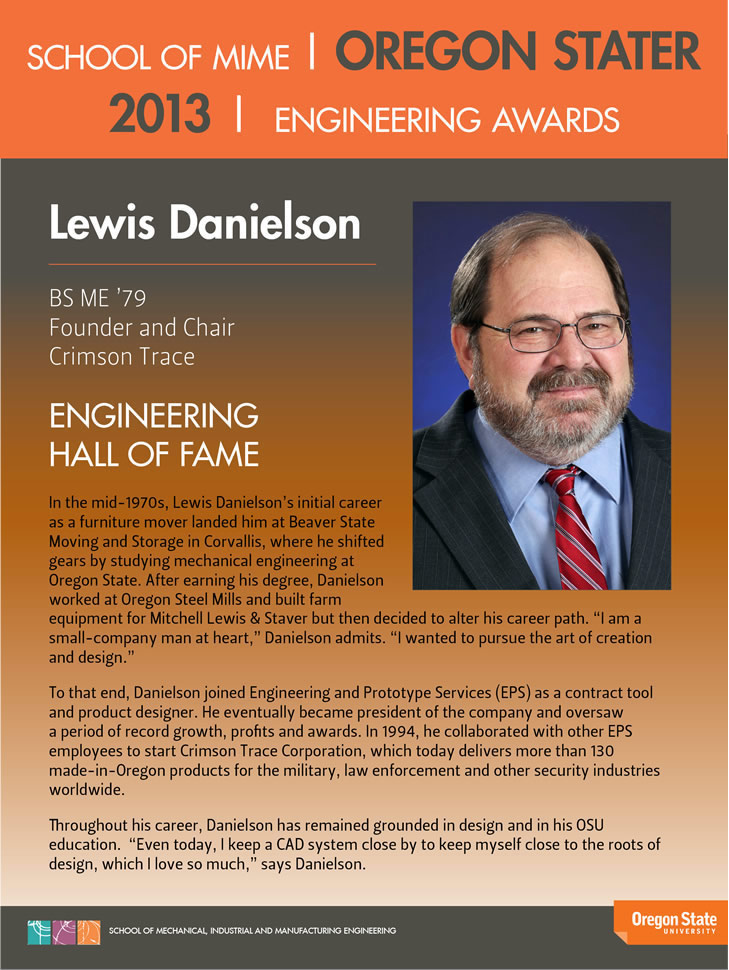 SCHOOL OF MIME | OREGON STATER
2013 | ENGINEERING AWARDS
Lewis Danielson
BS ME ’79
Founder and Chair
Crimson Trace
ENGINEERING
HALL OF FAME
In the mid-1970s, Lewis Danielson’s initial career
as a furniture mover landed him at Beaver State
Moving and Storage in Corvallis, where he shifted
gears by studying mechanical engineering at
Oregon State. After earning his degree, Danielson
worked at Oregon Steel Mills and built farm
equipment for Mitchell Lewis & Staver but then decided to alter his career path. “I am a
small-company man at heart,” Danielson admits. “I wanted to pursue the art of creation
and design.”
To that end, Danielson joined Engineering and Prototype Services (EPS) as a contract tool
and product designer. He eventually became president of the company and oversaw
a period of record growth, profits and awards. In 1994, he collaborated with other EPS
employees to start Crimson Trace Corporation, which today delivers more than 130
made-in-Oregon products for the military, law enforcement and other security industries
worldwide.
Throughout his career, Danielson has remained grounded in design and in his OSU
education.  “Even today, I keep a CAD system close by to keep myself close to the roots of
design, which I love so much,” says Danielson.
SCHOOL OF MECHANICAL, INDUSTRIAL AND MANUFACTURING ENGINEERING
Oregon State
UNIVERSITY